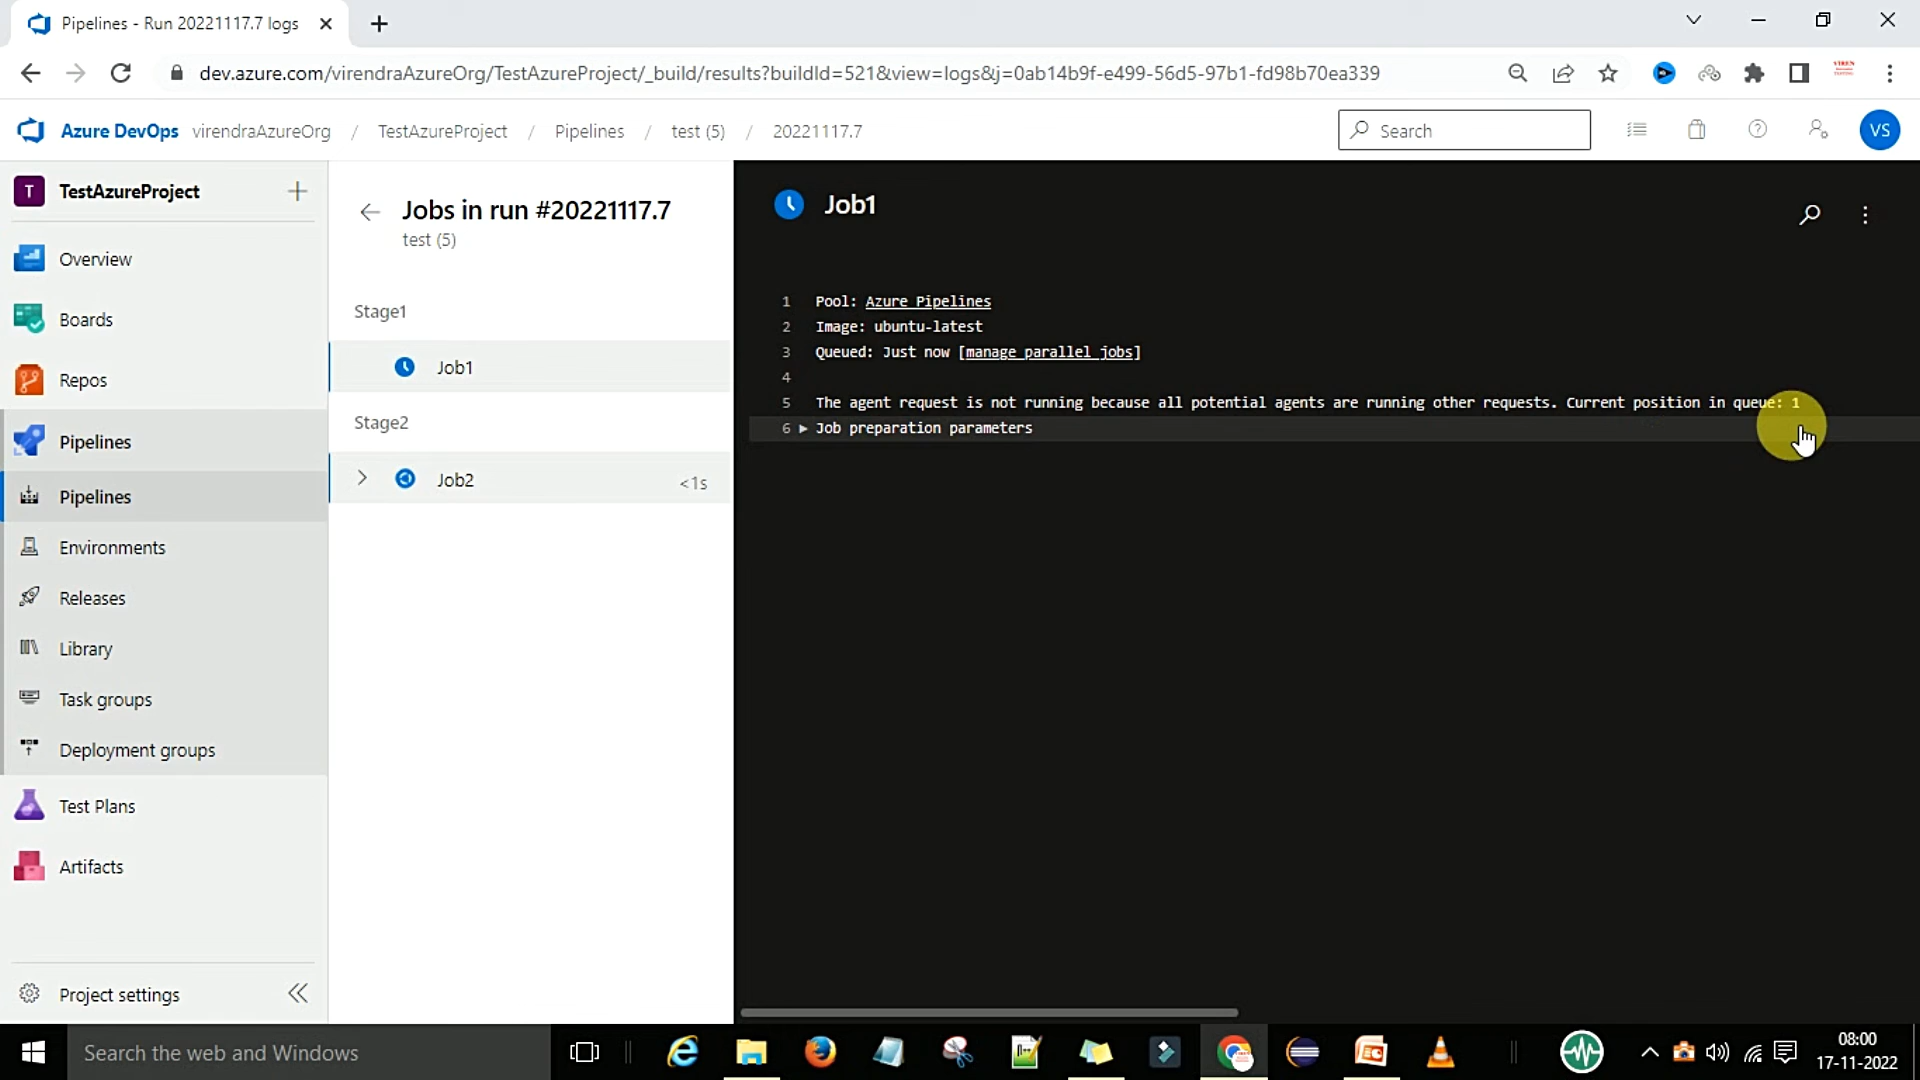 Pipelines - Run 20221117.7 logs
dev.azure.com/virendraAzureOrg/TestAzureProject/_build/results?buildId=521&view=logs&j=0ab14b9f-e499-56d5-97b1-fd98b70ea339
Azure DevOps virendraAzureOrg / TestAzureProject / Pipelines / test (5) / 20221117.7
Search
VS
T TestAzureProject
Overview
Boards
Repos
Pipelines
Pipelines
Environments
Releases
Library
Task groups
Deployment groups
Test Plans
Artifacts
Project settings
Jobs in run #20221117.7
test (5)
Stage1
Job1
Stage2
Job2 <1s
Job1
1 Pool: Azure Pipelines
2 Image: ubuntu-latest
3 Queued: Just now [manage parallel jobs]
4
5 The agent request is not running because all potential agents are running other requests. Current position in queue: 1
6 Job preparation parameters
Search the web and Windows
08:00
17-11-2022